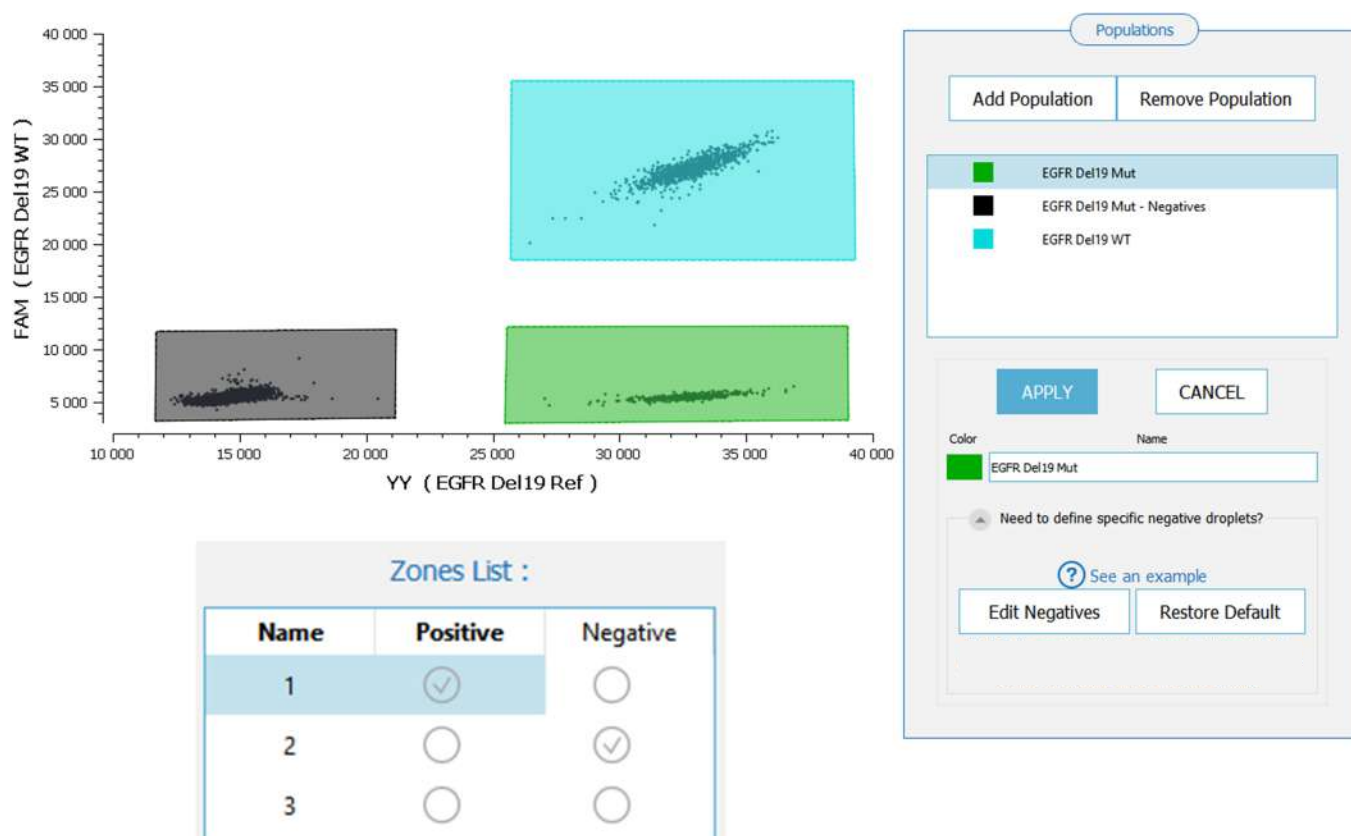 40 000
35 000
30 000
25 000
20 000
15 000
10 000
5 000
FAM ( EGFR Del19 WT )
10 000 15 000 20 000 25 000 30 000 35 000 40 000
YY ( EGFR Del19 Ref )
Populations
Add Population Remove Population
EGFR Del19 Mut
EGFR Del19 Mut - Negatives
EGFR Del19 WT
APPLY CANCEL
Color Name
EGFR Del19 Mut
Need to define specific negative droplets?
? See an example
Edit Negatives Restore Default
Zones List :
Name Positive Negative
1
2
3